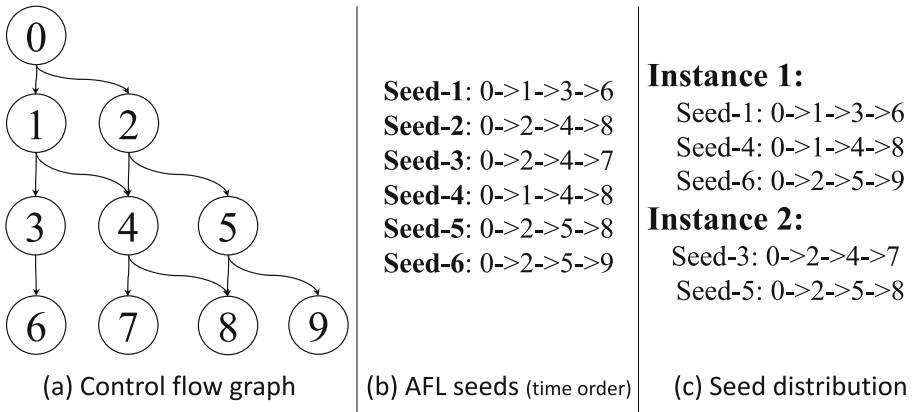 0
1 2
3 4 5
6 7 8 9
(a) Control flow graph
Seed-1: 0->1->3->6
Seed-2: 0->2->4->8
Seed-3: 0->2->4->7
Seed-4: 0->1->4->8
Seed-5: 0->2->5->8
Seed-6: 0->2->5->9
(b) AFL seeds (time order)
Instance 1:
Seed-1: 0->1->3->6
Seed-4: 0->1->4->8
Seed-6: 0->2->5->9
Instance 2:
Seed-3: 0->2->4->7
Seed-5: 0->2->5->8
(c) Seed distribution